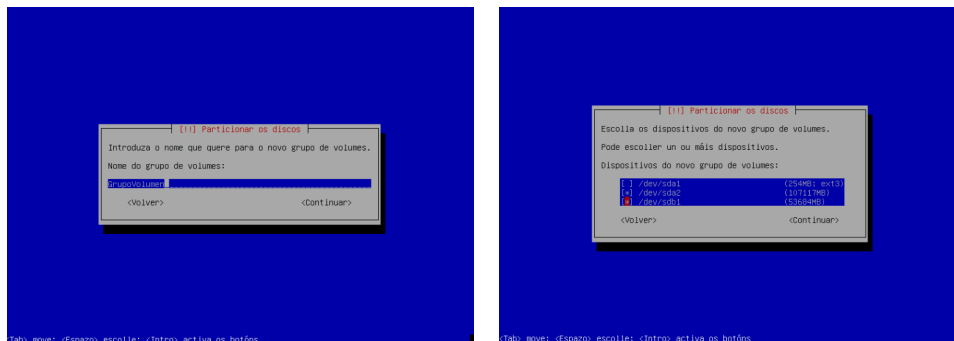 [!!] Particionar os discos
Introduza o nome que quere para o novo grupo de volumes.
Nome do grupo de volumes:
GrupoVolumen
<Volver> <Continuar>
<Tab> move; <Espazo> escolle; <Intro> activa os botóns
[!!] Particionar os discos
Escolla os dispositivos do novo grupo de volumes.
Pode escoller un ou máis dispositivos.
Dispositivos do novo grupo de volumes:
[ ] /dev/sda1 (254MB; ext3)
[*] /dev/sda2 (107117MB)
[*] /dev/sdb1 (53684MB)
<Volver> <Continuar>
<Tab> move; <Espazo> escolle; <Intro> activa os botóns